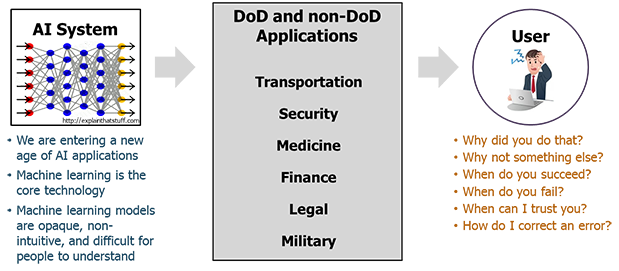 AI System
http://explainthatstuff.com
• We are entering a new
age of AI applications
• Machine learning is the
core technology
• Machine learning models
are opaque, non-
intuitive, and difficult for
people to understand
DoD and non-DoD
Applications
Transportation
Security
Medicine
Finance
Legal
Military
User
• Why did you do that?
• Why not something else?
• When do you succeed?
• When do you fail?
• When can I trust you?
• How do I correct an error?